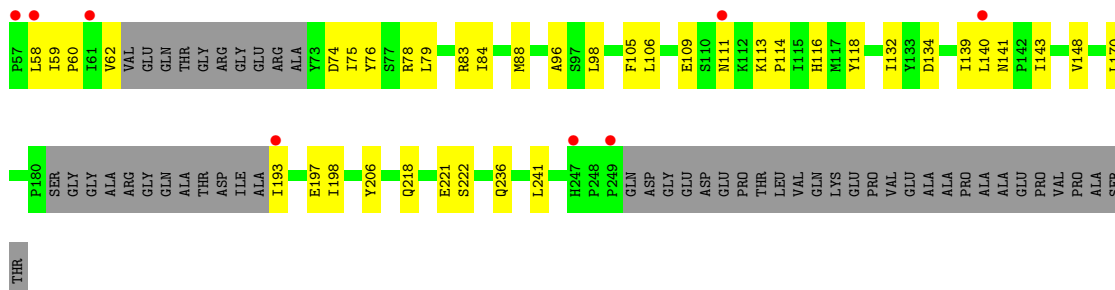 P57 L58 I59 P60 I61 V62 VAL GLU GLN THR GLY ARG GLY GLU ARG ALA Y73 D74 I75 Y76 S77 R78 L79 R83 I84 M88 A96 S97 L98 F105 L106 E109 S110 N111 K112 K113 P114 I115 H116 M117 Y118 I132 Y133 D134 I139 L140 N141 P142 I143 V148
P180 SER GLY GLY ALA ARG GLY GLN ALA THR ASP ILE ALA I193 E197 I198 Y206 Q218 E221 S222 Q236 L241 H247 P248 P249 GLN ASP GLY GLU ASP GLU PRO THR LEU VAL GLN LYS GLU PRO VAL GLU ALA ALA PRO ALA ALA GLU PRO VAL PRO ALA SER
THR